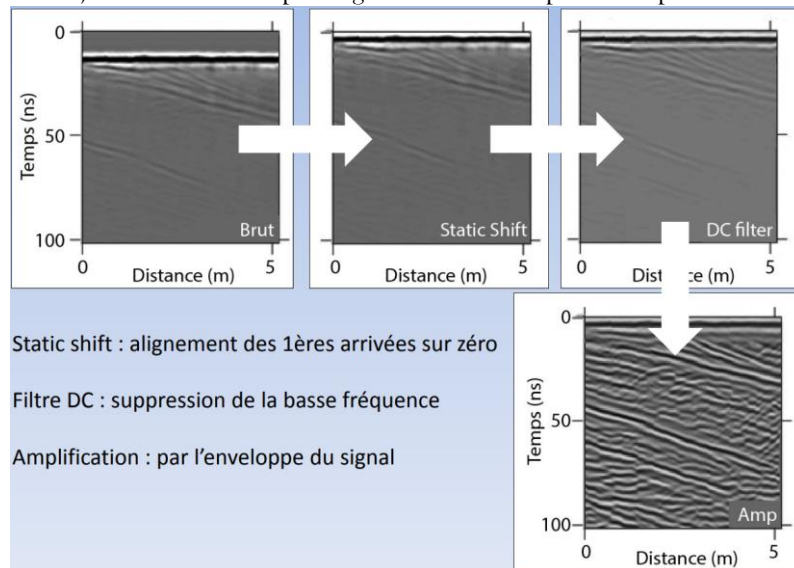 0
50
100
Temps (ns)
Brut
0
5
Distance (m)
Static Shift
0
5
Distance (m)
DC filter
0
5
Static shift : alignement des 1ères arrivées sur zéro
Filtre DC : suppression de la basse fréquence
Amplification : par l'enveloppe du signal
0
50
100
Temps (ns)
Amp
0
5
Distance (m)